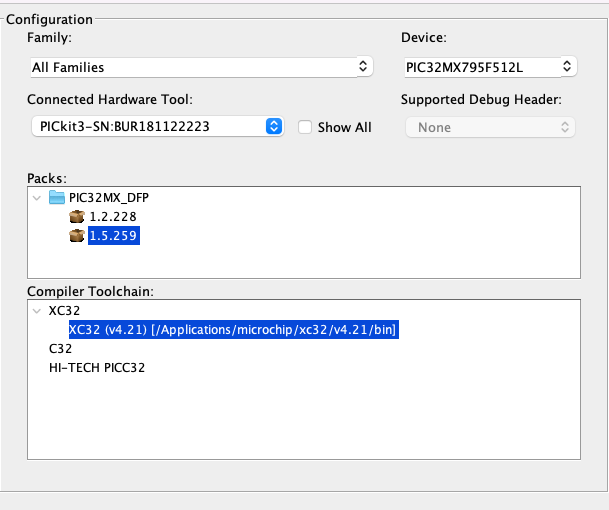 Configuration
Family:
Device:
All Families
PIC32MX795F512L
Connected Hardware Tool:
Supported Debug Header:
PICkit3-SN:BUR181122223
Show All
None
Packs:
PIC32MX_DFP
1.2.228
1.5.259
Compiler Toolchain:
XC32
XC32 (v4.21) [/Applications/microchip/xc32/v4.21/bin]
C32
HI-TECH PICC32